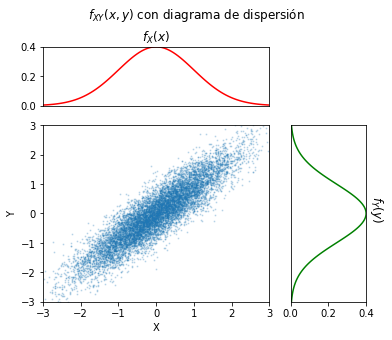 f_{XY}(x, y) con diagrama de dispersión
f_X(x)
0.4
0.2
0.0
3
2
1
0
−1
−2
−3
Y
−3 −2 −1 0 1 2 3
X
f_Y(y)
0.0 0.2 0.4